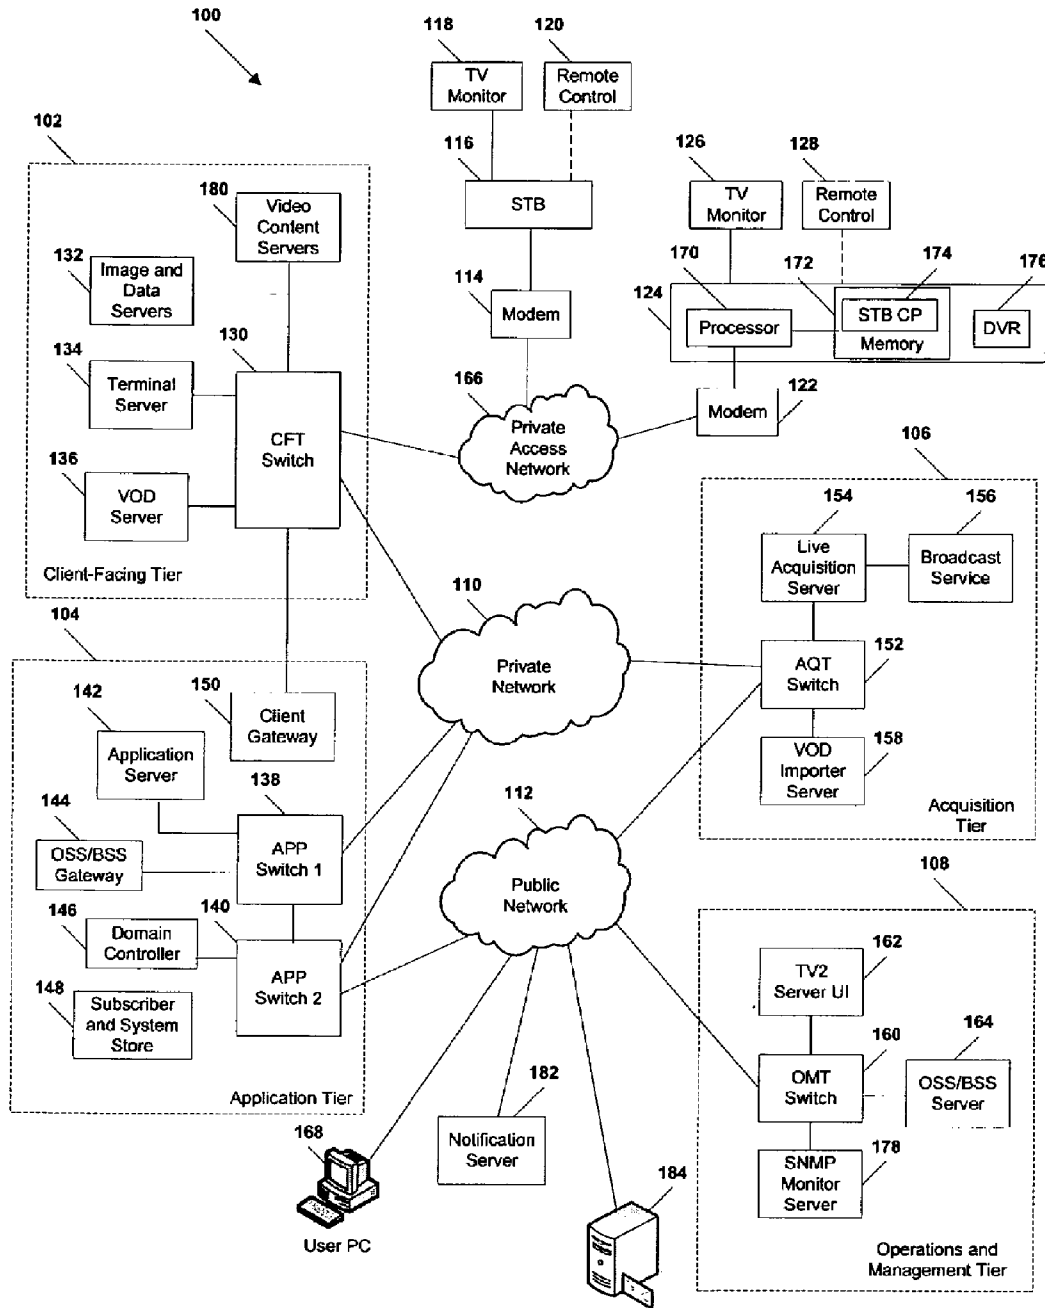 100
118
120
TV
Monitor
Remote
Control
102
116
126
128
180
Video
Content
Servers
STB
TV
Monitor
Remote
Control
132
Image and
Data
Servers
170
172
174
176
114
Modem
124
Processor
STB CP
Memory
DVR
134
130
Terminal
Server
166
Modem
122
CFT
Switch
Private
Access
Network
136
VOD
Server
106
154
156
Live
Acquisition
Server
Broadcast
Service
Client-Facing Tier
110
104
Private
Network
AQT
Switch
152
142
150
Client
Gateway
Application
Server
138
VOD
Importer
Server
158
112
144
Acquisition
Tier
OSS/BSS
Gateway
APP
Switch 1
Public
Network
108
146
140
Domain
Controller
162
TV2
Server UI
APP
Switch 2
148
Subscriber
and System
Store
160
164
OMT
Switch
OSS/BSS
Server
Application Tier
182
168
Notification
Server
178
SNMP
Monitor
Server
184
User PC
Operations and
Management Tier